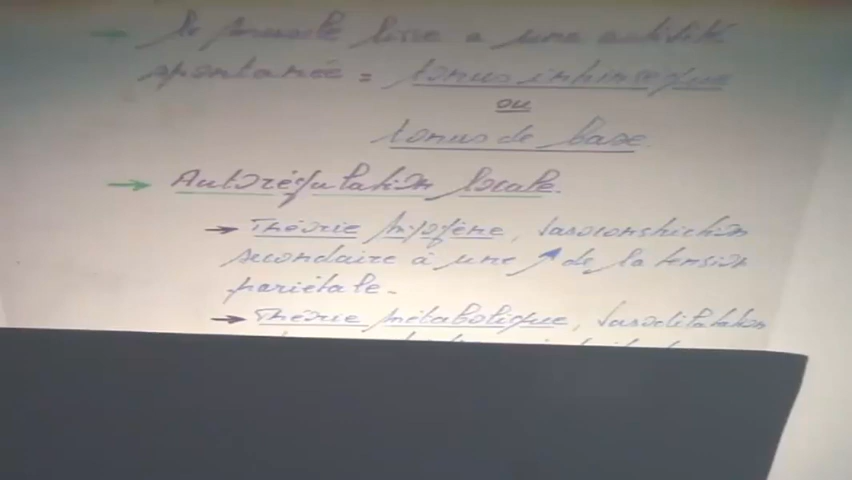 → le muscle lisse a une activité
spontanée = tonus intrinsèque
ou
tonus de base.
→ Autorégulation locale.
→ Théorie myogène, vasoconstriction
secondaire à une ↗ de la tension
pariétale.
→ Théorie métabolique, vasodilatation